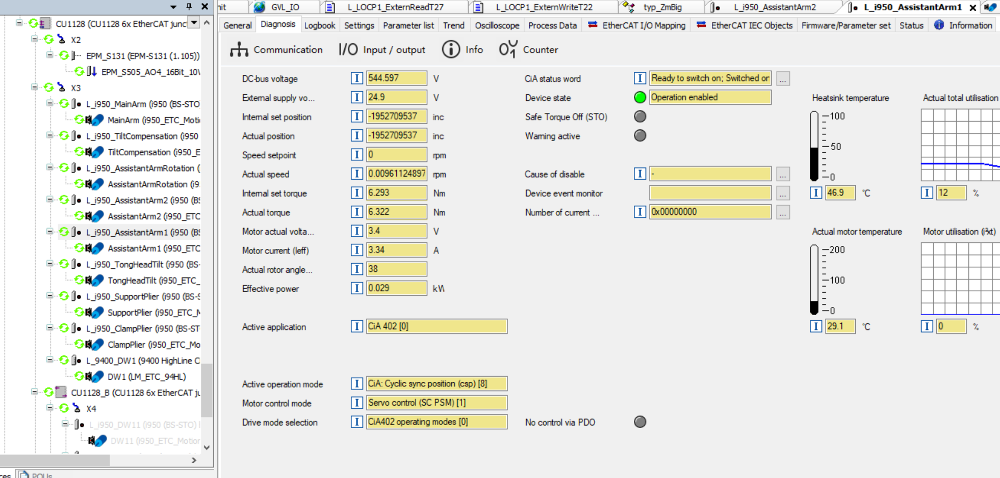 nit
GVL_IO
L_LOCP1_ExternReadT27
L_LOCP1_ExternWriteT22
typ_ZmBig
L_i950_AssistantArm2
L_i950_AssistantArm1
General
Diagnosis
Logbook
Settings
Parameter list
Trend
Oscilloscope
Process Data
EtherCAT I/O Mapping
EtherCAT IEC Objects
Firmware/Parameter set
Status
Information
CU1128 (CU1128 6x EtherCAT junct
X2
EPM_S131 (EPM-S131 (1.105))
EPM_S505_AO4_16Bit_10V
X3
L_i950_MainArm (i950 (BS-STO
MainArm (i950_ETC_Motio
L_i950_TiltCompensation (i950
TiltCompensation (i950_E
L_i950_AssistantArmRotation (
AssistantArmRotation (i9
L_i950_AssistantArm2 (i950 (BS
AssistantArm2 (i950_ETC
L_i950_AssistantArm1 (i950 (BS
AssistantArm1 (i950_ETC
L_i950_TongHeadTilt (i950 (BS-
TongHeadTilt (i950_ETC_
L_i950_SupportPlier (i950 (BS-S
SupportPlier (i950_ETC_M
L_i950_ClampPlier (i950 (BS-ST
ClampPlier (i950_ETC_Mo
L_9400_DW1 (9400 HighLine C
DW1 (LM_ETC_94HL)
CU1128_B (CU1128 6x EtherCAT ju
X4
L_i950_DW11 (i950 (BS-STO)
DW11 (i950_ETC_Motion
ces
POUs
Communication
I/O Input / output
Info
Counter
DC-bus voltage I 544.597 V
External supply vo... I 24.9 V
Internal set position I -1952709537 inc
Actual position I -1952709537 inc
Speed setpoint I 0 rpm
Actual speed I 0.00961124897 rpm
Internal set torque I 6.293 Nm
Actual torque I 6.322 Nm
Motor actual volta... I 3.4 V
Motor current (Ieff) I 3.34 A
Actual rotor angle... I 38
Effective power I 0.029 kW
Active application I CiA 402 [0]
Active operation mode I CiA: Cyclic sync position (csp) [8]
Motor control mode I Servo control (SC PSM) [1]
Drive mode selection I CiA402 operating modes [0]
CiA status word I Ready to switch on; Switched on ...
Device state Operation enabled
Safe Torque Off (STO)
Warning active
Cause of disable I - ...
Device event monitor ...
Number of current ... I 0x00000000 ...
No control via PDO
Heatsink temperature
100
50
0
I 46.9 °C
Actual total utilisation
I 12 %
Actual motor temperature
200
100
0
I 29.1 °C
Motor utilisation (i²xt)
I 0 %